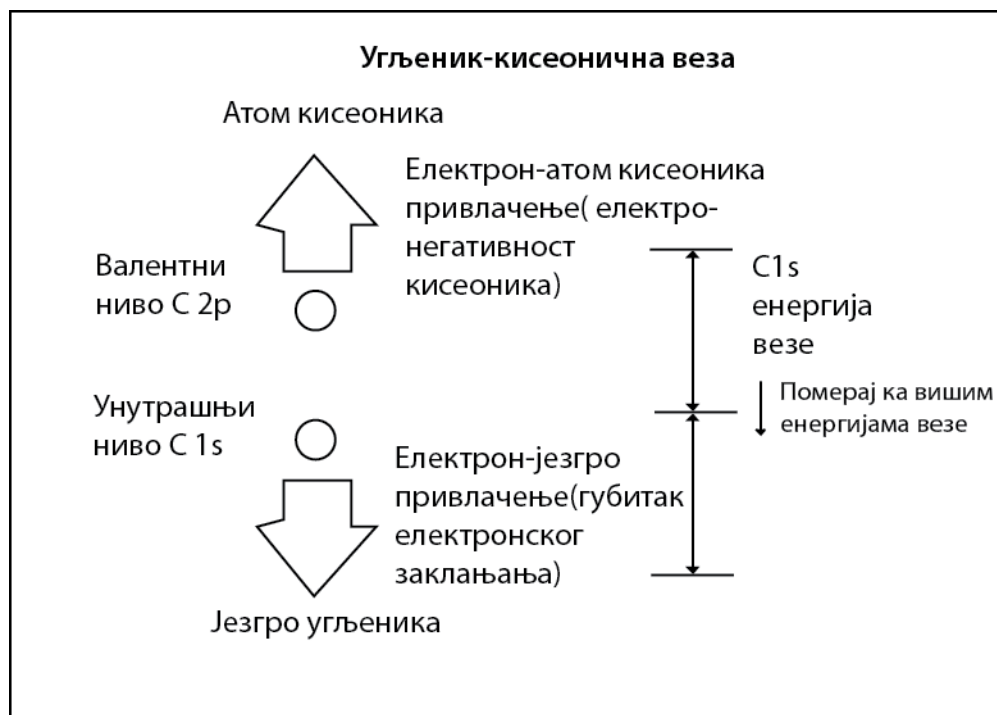 Угљеник-кисеонична веза
Атом кисеоника
Електрон-атом кисеоника
привлачење( електро-
негативност
кисеоника)
Валентни
ниво C 2p
C1s
енергија
везе
Померај ка вишим
енергијама везе
Унутрашњи
ниво C 1s
Електрон-језгро
привлачење(губитак
електронског
заклањања)
Језгро угљеника